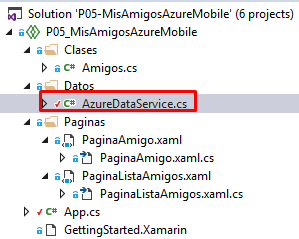 Solution 'P05-MisAmigosAzureMobile' (6 projects)
P05_MisAmigosAzureMobile
Clases
C# Amigos.cs
Datos
C# AzureDataService.cs
Paginas
PaginaAmigo.xaml
PaginaAmigo.xaml.cs
PaginaListaAmigos.xaml
PaginaListaAmigos.xaml.cs
C# App.cs
GettingStarted.Xamarin